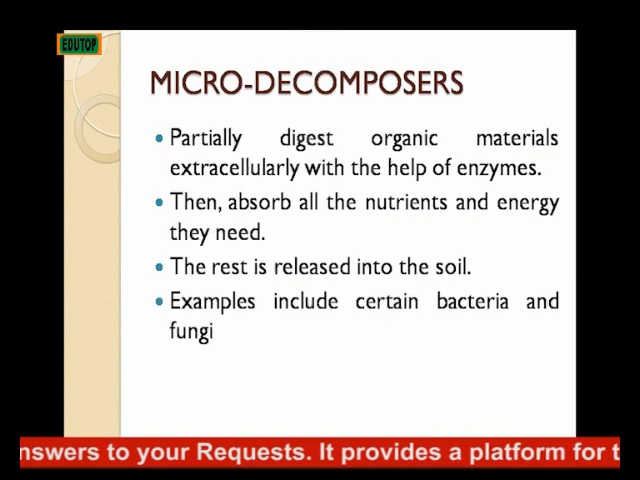 EDUTOP
MICRO-DECOMPOSERS
• Partially digest organic materials
extracellularly with the help of enzymes.
• Then, absorb all the nutrients and energy
they need.
• The rest is released into the soil.
• Examples include certain bacteria and
fungi
nswers to your Requests. It provides a platform for t